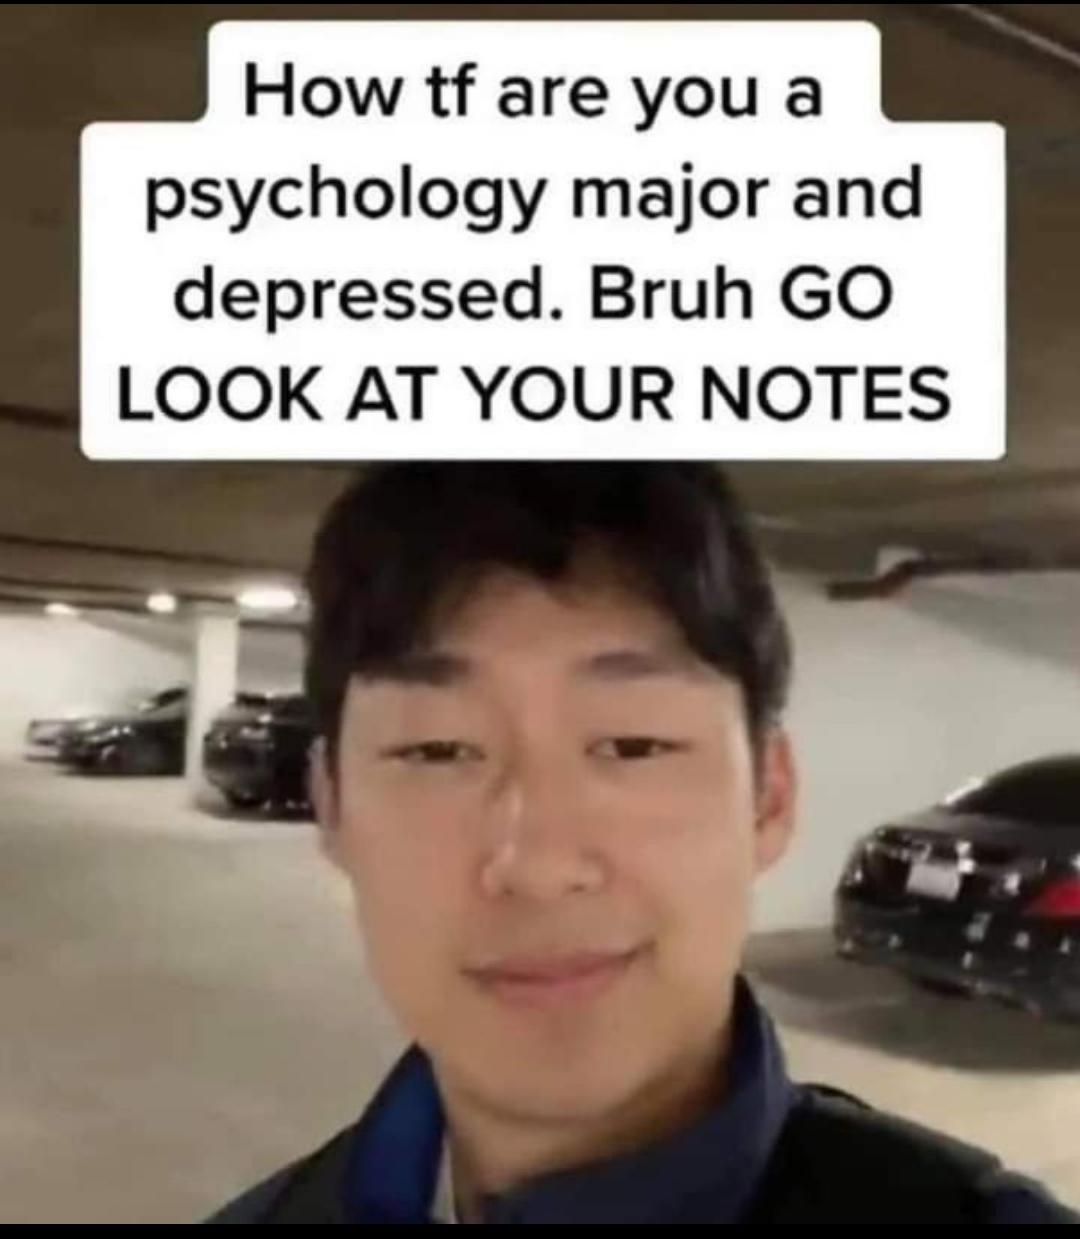 How tf are you a
psychology major and
depressed. Bruh GO
LOOK AT YOUR NOTES